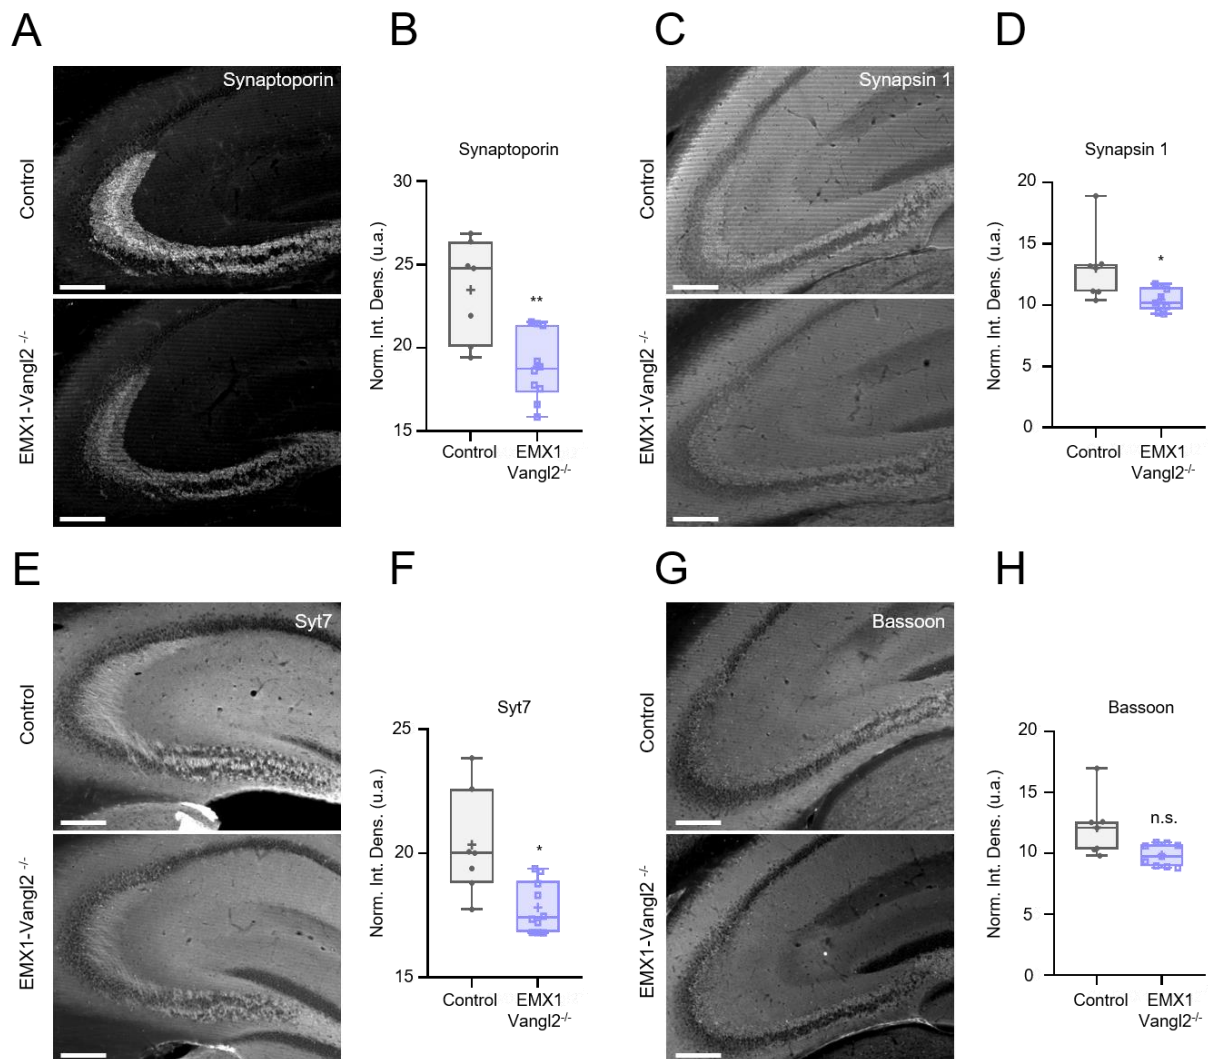 A
B
C
D
Synaptoporin
Synapsin 1
Control
EMX1-Vangl2 -/-
Synaptoporin
30
25
20
15
Norm. Int. Dens. (u.a.)
**
Control
EMX1
Vangl2-/-
Control
EMX1-Vangl2 -/-
Synapsin 1
20
15
10
5
0
Norm. Int. Dens. (u.a.)
*
Control
EMX1
Vangl2-/-
E
F
G
H
Syt7
Bassoon
Control
EMX1-Vangl2 -/-
Syt7
25
20
15
Norm. Int. Dens. (u.a.)
*
Control
EMX1
Vangl2-/-
Control
EMX1-Vangl2 -/-
Bassoon
20
15
10
5
0
Norm. Int. Dens. (u.a.)
n.s.
Control
EMX1
Vangl2-/-